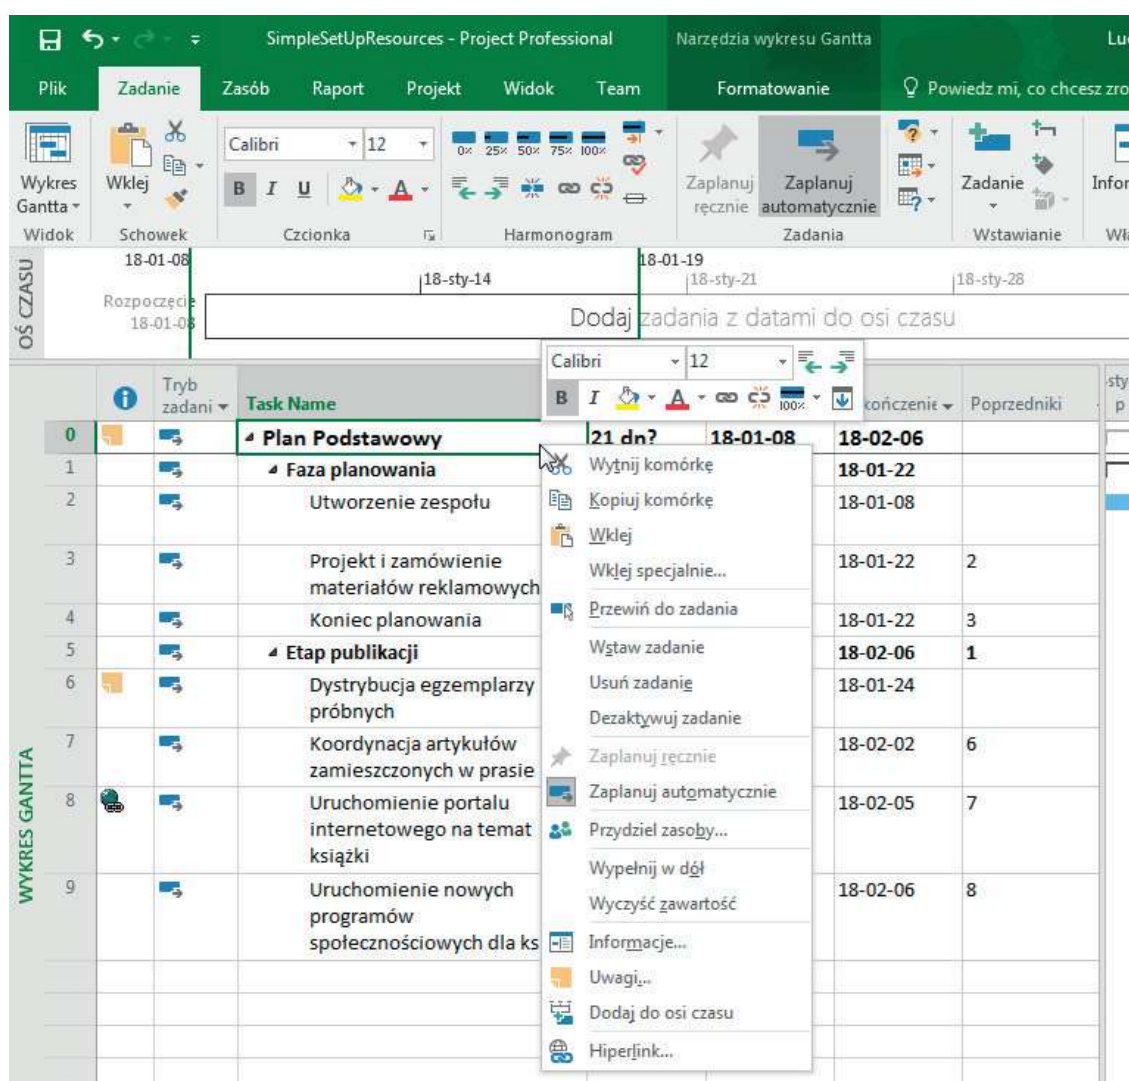 SimpleSetUpResources - Project Professional
Narzędzia wykresu Gantta
Plik Zadanie Zasób Raport Projekt Widok Team Formatowanie Powiedz mi, co chcesz
Wykres Gantta
Wklej
Calibri 12
B I U A
0× 25× 50× 75× 100×
Zaplanuj ręcznie
Zaplanuj automatycznie
Zadanie
Widok Schowek Czcionka Harmonogram Zadania Wstawianie
OŚ CZASU
18-01-08 18-01-19
18-sty-14 18-sty-21 18-sty-28
Rozpoczęcie
18-01-08
Dodaj zadania z datami do osi czasu
Calibri 12
B I A 100×
Tryb
zadani Task Name Poprzedniki
0 Plan Podstawowy 21 dn? 18-01-08 18-02-06
1 Faza planowania 18-01-22
2 Utworzenie zespołu 18-01-08
3 Projekt i zamówienie 18-01-22 2
materiałów reklamowych
4 Koniec planowania 18-01-22 3
5 Etap publikacji 18-02-06 1
6 Dystrybucja egzemplarzy 18-01-24
próbnych
7 Koordynacja artykułów 18-02-02 6
zamieszczonych w prasie
8 Uruchomienie portalu 18-02-05 7
internetowego na temat
książki
9 Uruchomienie nowych 18-02-06 8
programów
społecznościowych dla ks
WYKRES GANTTA
Wytnij komórkę
Kopiuj komórkę
Wklej
Wklej specjalnie...
Przewiń do zadania
Wstaw zadanie
Usuń zadanie
Dezaktywuj zadanie
Zaplanuj ręcznie
Zaplanuj automatycznie
Przydziel zasoby...
Wypełnij w dół
Wyczyść zawartość
Informacje...
Uwagi...
Dodaj do osi czasu
Hiperlink...